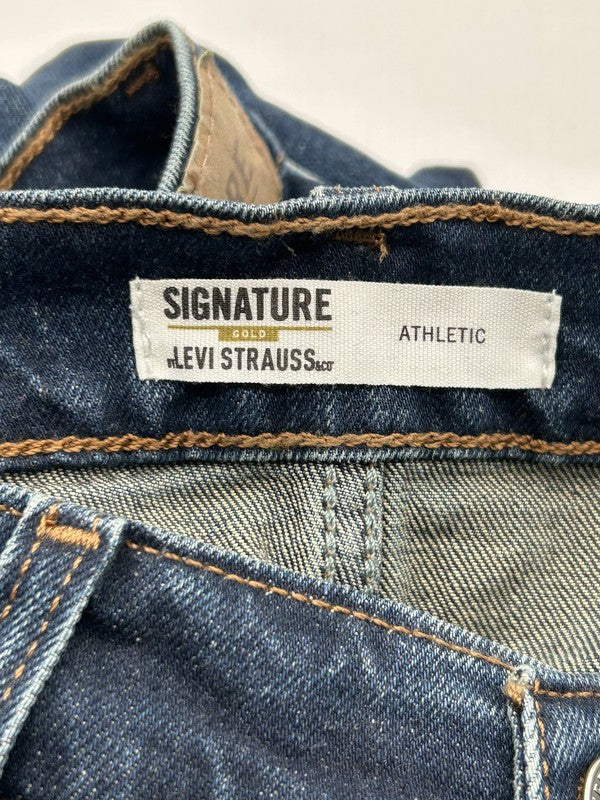 SIGNATURE
GOLD
BY LEVI STRAUSS &CO
ATHLETIC